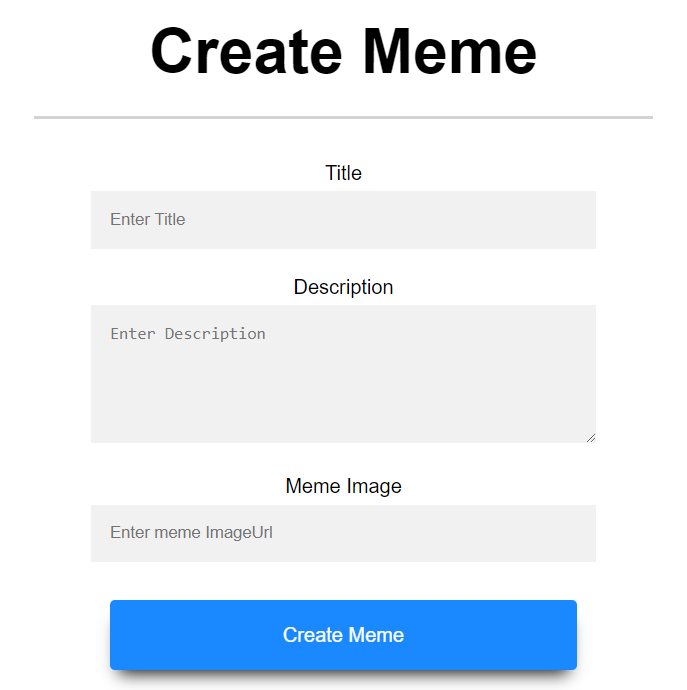 Create Meme
Title
Enter Title
Description
Enter Description
Meme Image
Enter meme ImageUrl
Create Meme